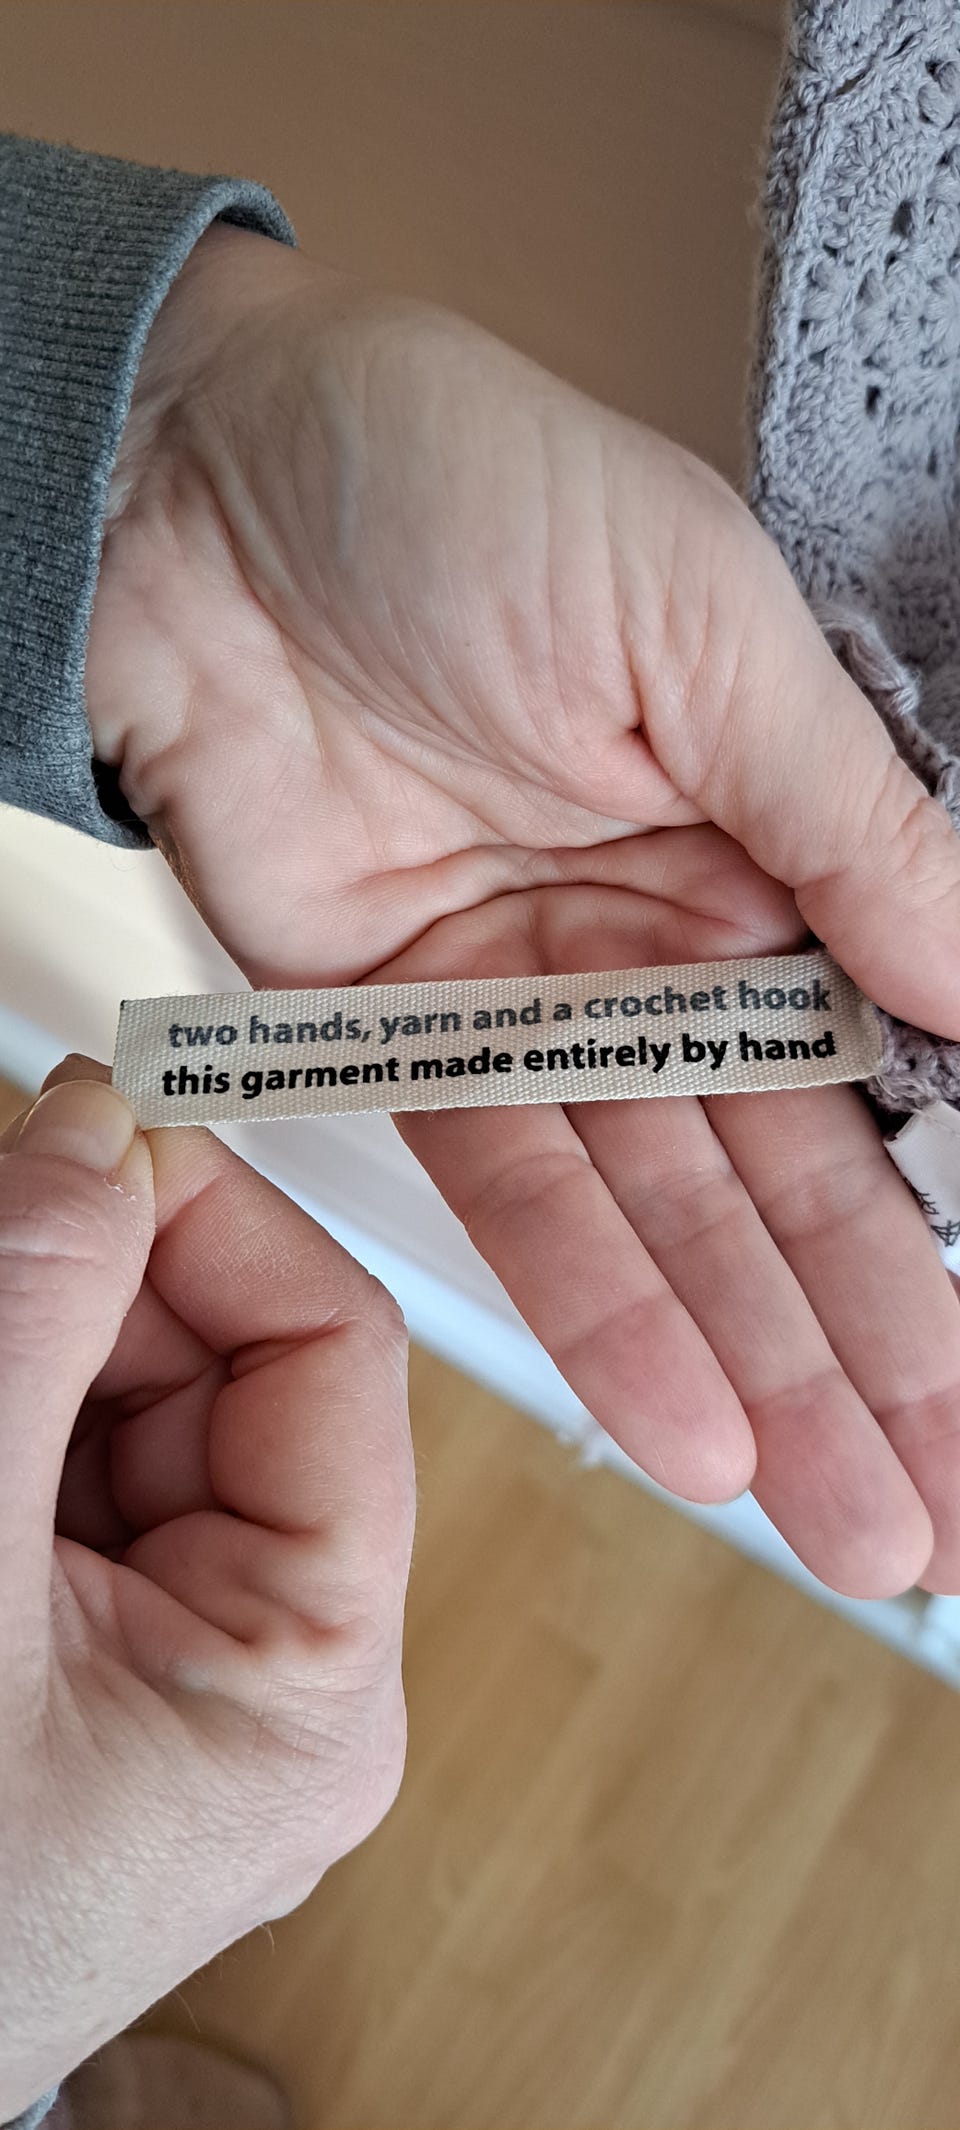 two hands, yarn and a crochet hook
this garment made entirely by hand